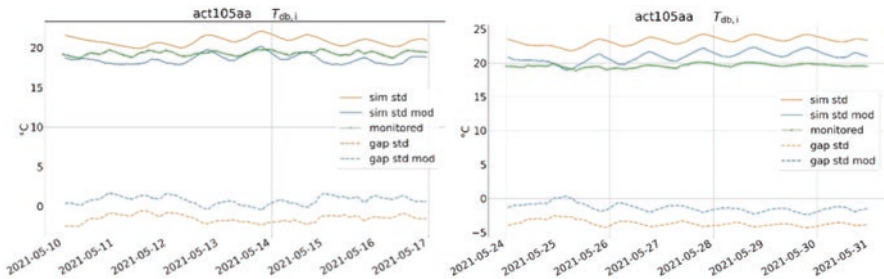 act105aa T_db,i
°C
20
10
0
sim std
sim std mod
monitored
gap std
gap std mod
2021-05-10
2021-05-11
2021-05-12
2021-05-13
2021-05-14
2021-05-15
2021-05-16
2021-05-17
act105aa T_db,i
°C
25
20
15
10
5
0
−5
sim std
sim std mod
monitored
gap std
gap std mod
2021-05-24
2021-05-25
2021-05-26
2021-05-27
2021-05-28
2021-05-29
2021-05-30
2021-05-31